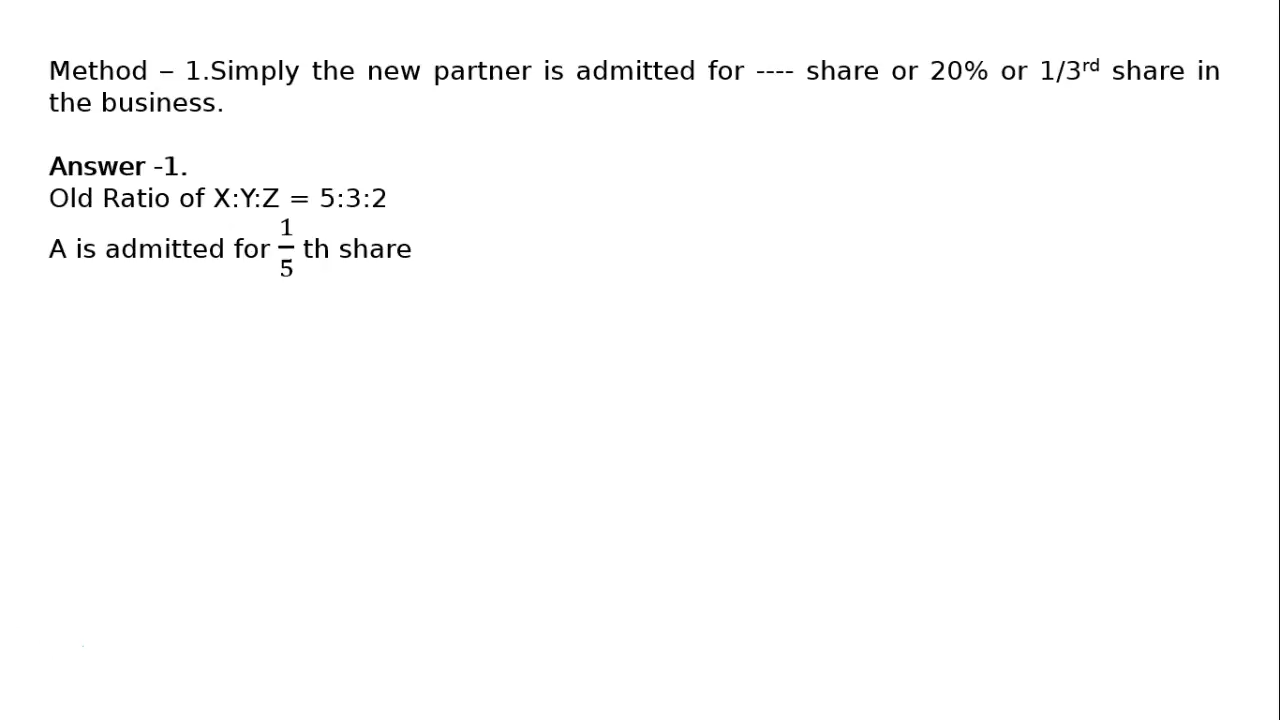 Method – 1.Simply the new partner is admitted for ---- share or 20% or 1/3rd share in
the business.
Answer -1.
Old Ratio of X:Y:Z = 5:3:2
A is admitted for 1/5 th share